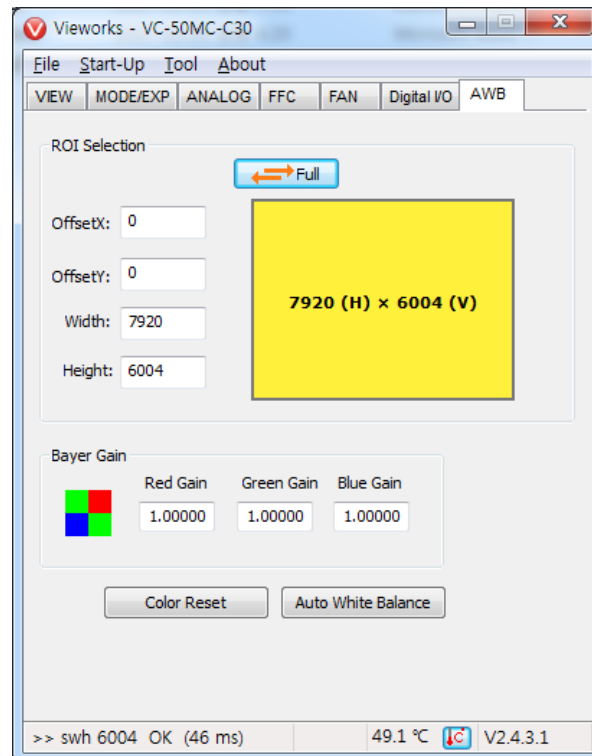 Vieworks - VC-50MC-C30
File Start-Up Tool About
VIEW MODE/EXP ANALOG FFC FAN Digital I/O AWB
ROI Selection
Full
OffsetX: 0
OffsetY: 0
Width: 7920
Height: 6004
7920 (H) × 6004 (V)
Bayer Gain
Red Gain Green Gain Blue Gain
1.00000 1.00000 1.00000
Color Reset Auto White Balance
>> swh 6004 OK (46 ms) 49.1 ℃ C V2.4.3.1